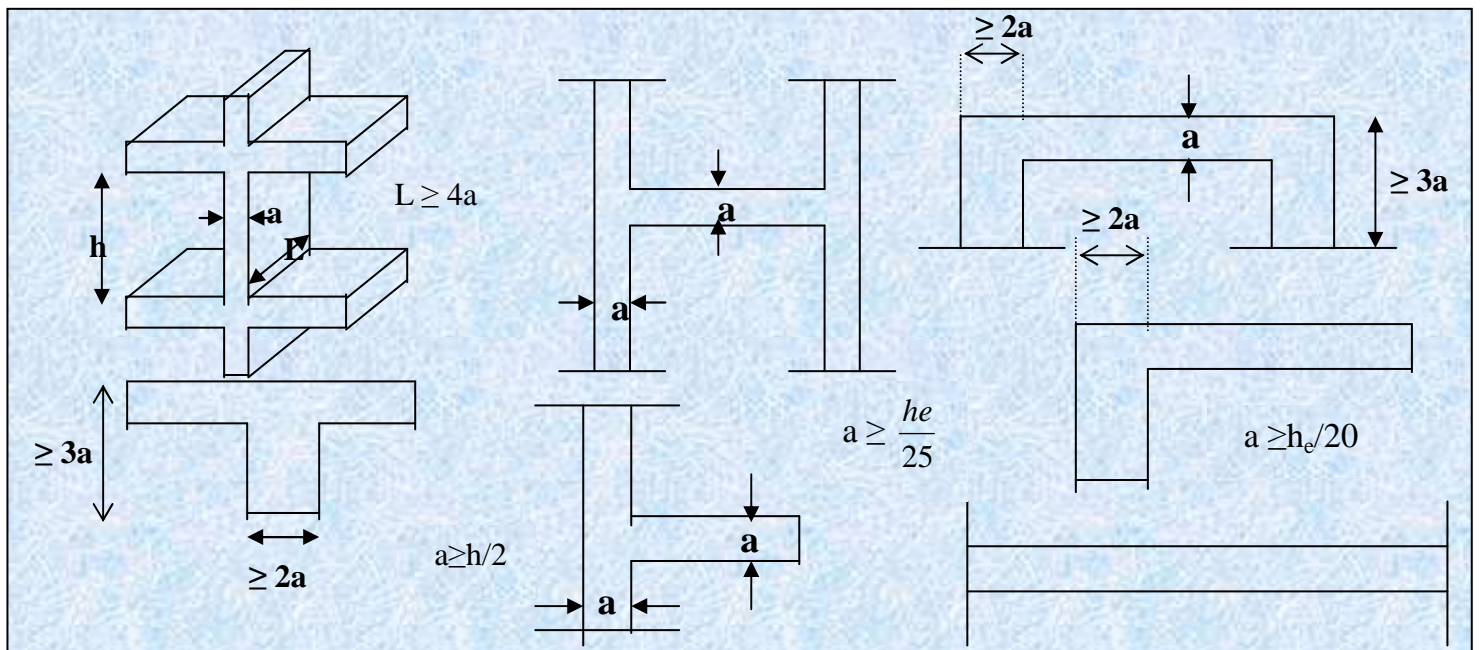 ≥ 2a
a
≥ 3a
L ≥ 4a
a
h
L
a
≥ 2a
a
a ≥ he/25
a ≥he/20
≥ 3a
a≥h/2
a
≥ 2a
a